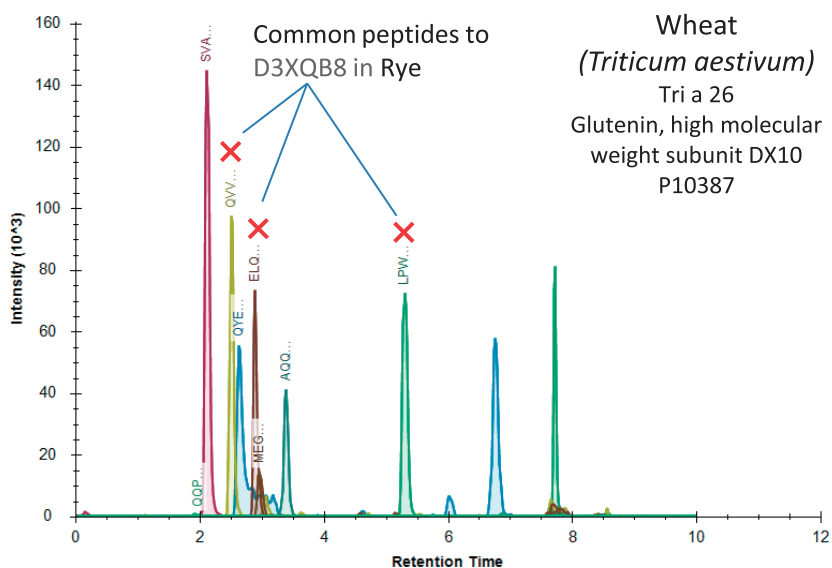 Common peptides to
D3XQB8 in Rye
Wheat
(Triticum aestivum)
Tri a 26
Glutenin, high molecular
weight subunit DX10
P10387
Intensity (10^3)
160
140
120
100
80
60
40
20
0
SVA...
QVV...
ELQ...
LPW...
QYE...
AQQ...
MEG...
QQP...
0
2
4
6
8
10
12
Retention Time